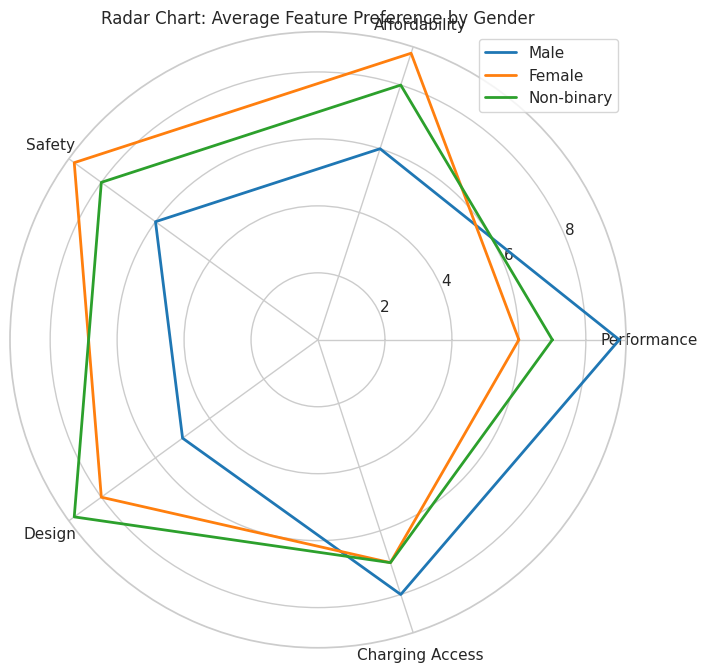 Radar Chart: Average Feature Preference by Gender
Affordability
Male
Female
Non-binary
Safety
8
6
4
2
Performance
Design
Charging Access